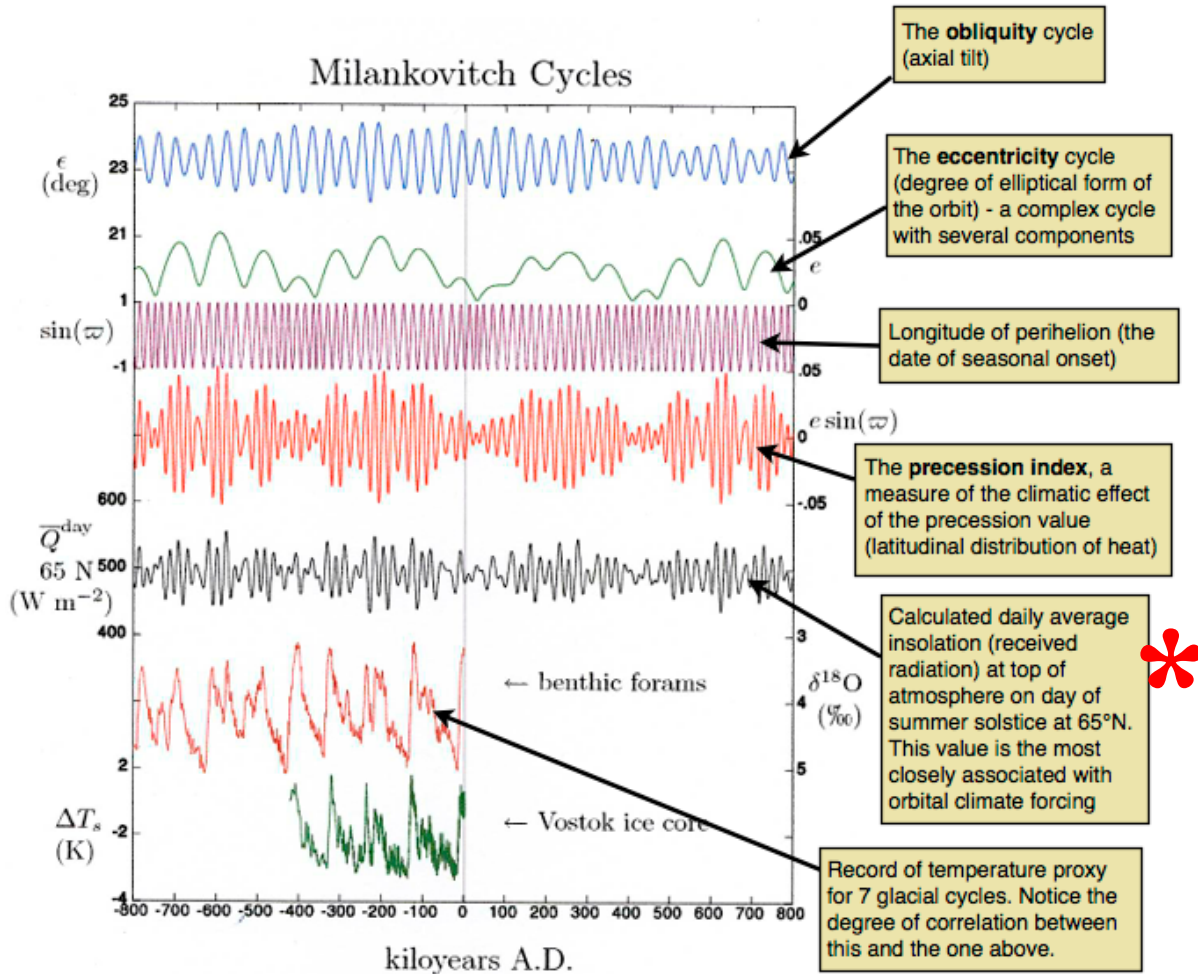 Milankovitch Cycles
The obliquity cycle
(axial tilt)
25
ϵ
23
(deg)
21
The eccentricity cycle
(degree of elliptical form of
the orbit) - a complex cycle
with several components
.05
e
0
1
sin(ϖ)
-1
Longitude of perihelion (the
date of seasonal onset)
.05
e sin(ϖ)
0
-.05
The precession index, a
measure of the climatic effect
of the precession value
(latitudinal distribution of heat)
600
Q̅ day
500
65 N
(W m−2)
400
Calculated daily average
insolation (received
radiation) at top of
atmosphere on day of
summer solstice at 65°N.
This value is the most
closely associated with
orbital climate forcing
*
3
← benthic forams
δ18O
4
(‰)
5
2
ΔTs
-2
(K)
-4
← Vostok ice core
Record of temperature proxy
for 7 glacial cycles. Notice the
degree of correlation between
this and the one above.
-800 -700 -600 -500 -400 -300 -200 -100 0 100 200 300 400 500 600 700 800
kiloyears A.D.